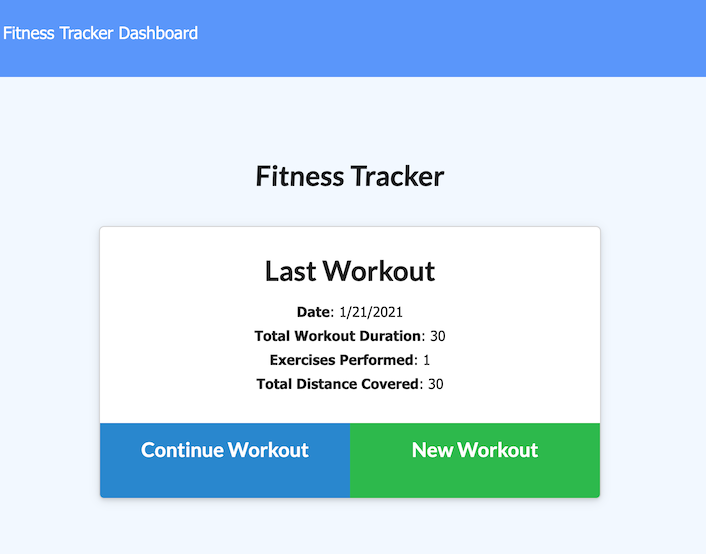 Fitness Tracker Dashboard
Fitness Tracker
Last Workout
Date: 1/21/2021
Total Workout Duration: 30
Exercises Performed: 1
Total Distance Covered: 30
Continue Workout New Workout